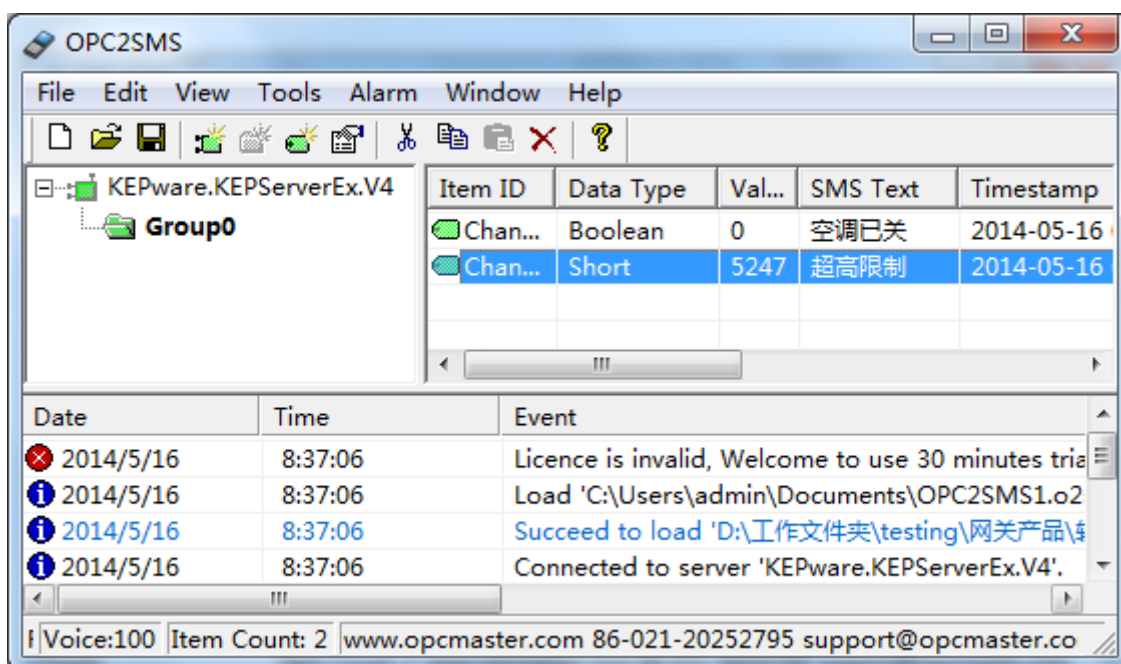 OPC2SMS
File Edit View Tools Alarm Window Help
KEPware.KEPServerEx.V4
Group0
Item ID Data Type Val... SMS Text Timestamp
Chan... Boolean 0 空调已关 2014-05-16
Chan... Short 5247 超高限制 2014-05-16
Date Time Event
2014/5/16 8:37:06 Licence is invalid, Welcome to use 30 minutes tria
2014/5/16 8:37:06 Load 'C:\Users\admin\Documents\OPC2SMS1.o2
2014/5/16 8:37:06 Succeed to load 'D:\工作文件夹\testing\网关产品\
2014/5/16 8:37:06 Connected to server 'KEPware.KEPServerEx.V4'.
Voice:100 Item Count: 2 www.opcmaster.com 86-021-20252795 support@opcmaster.co